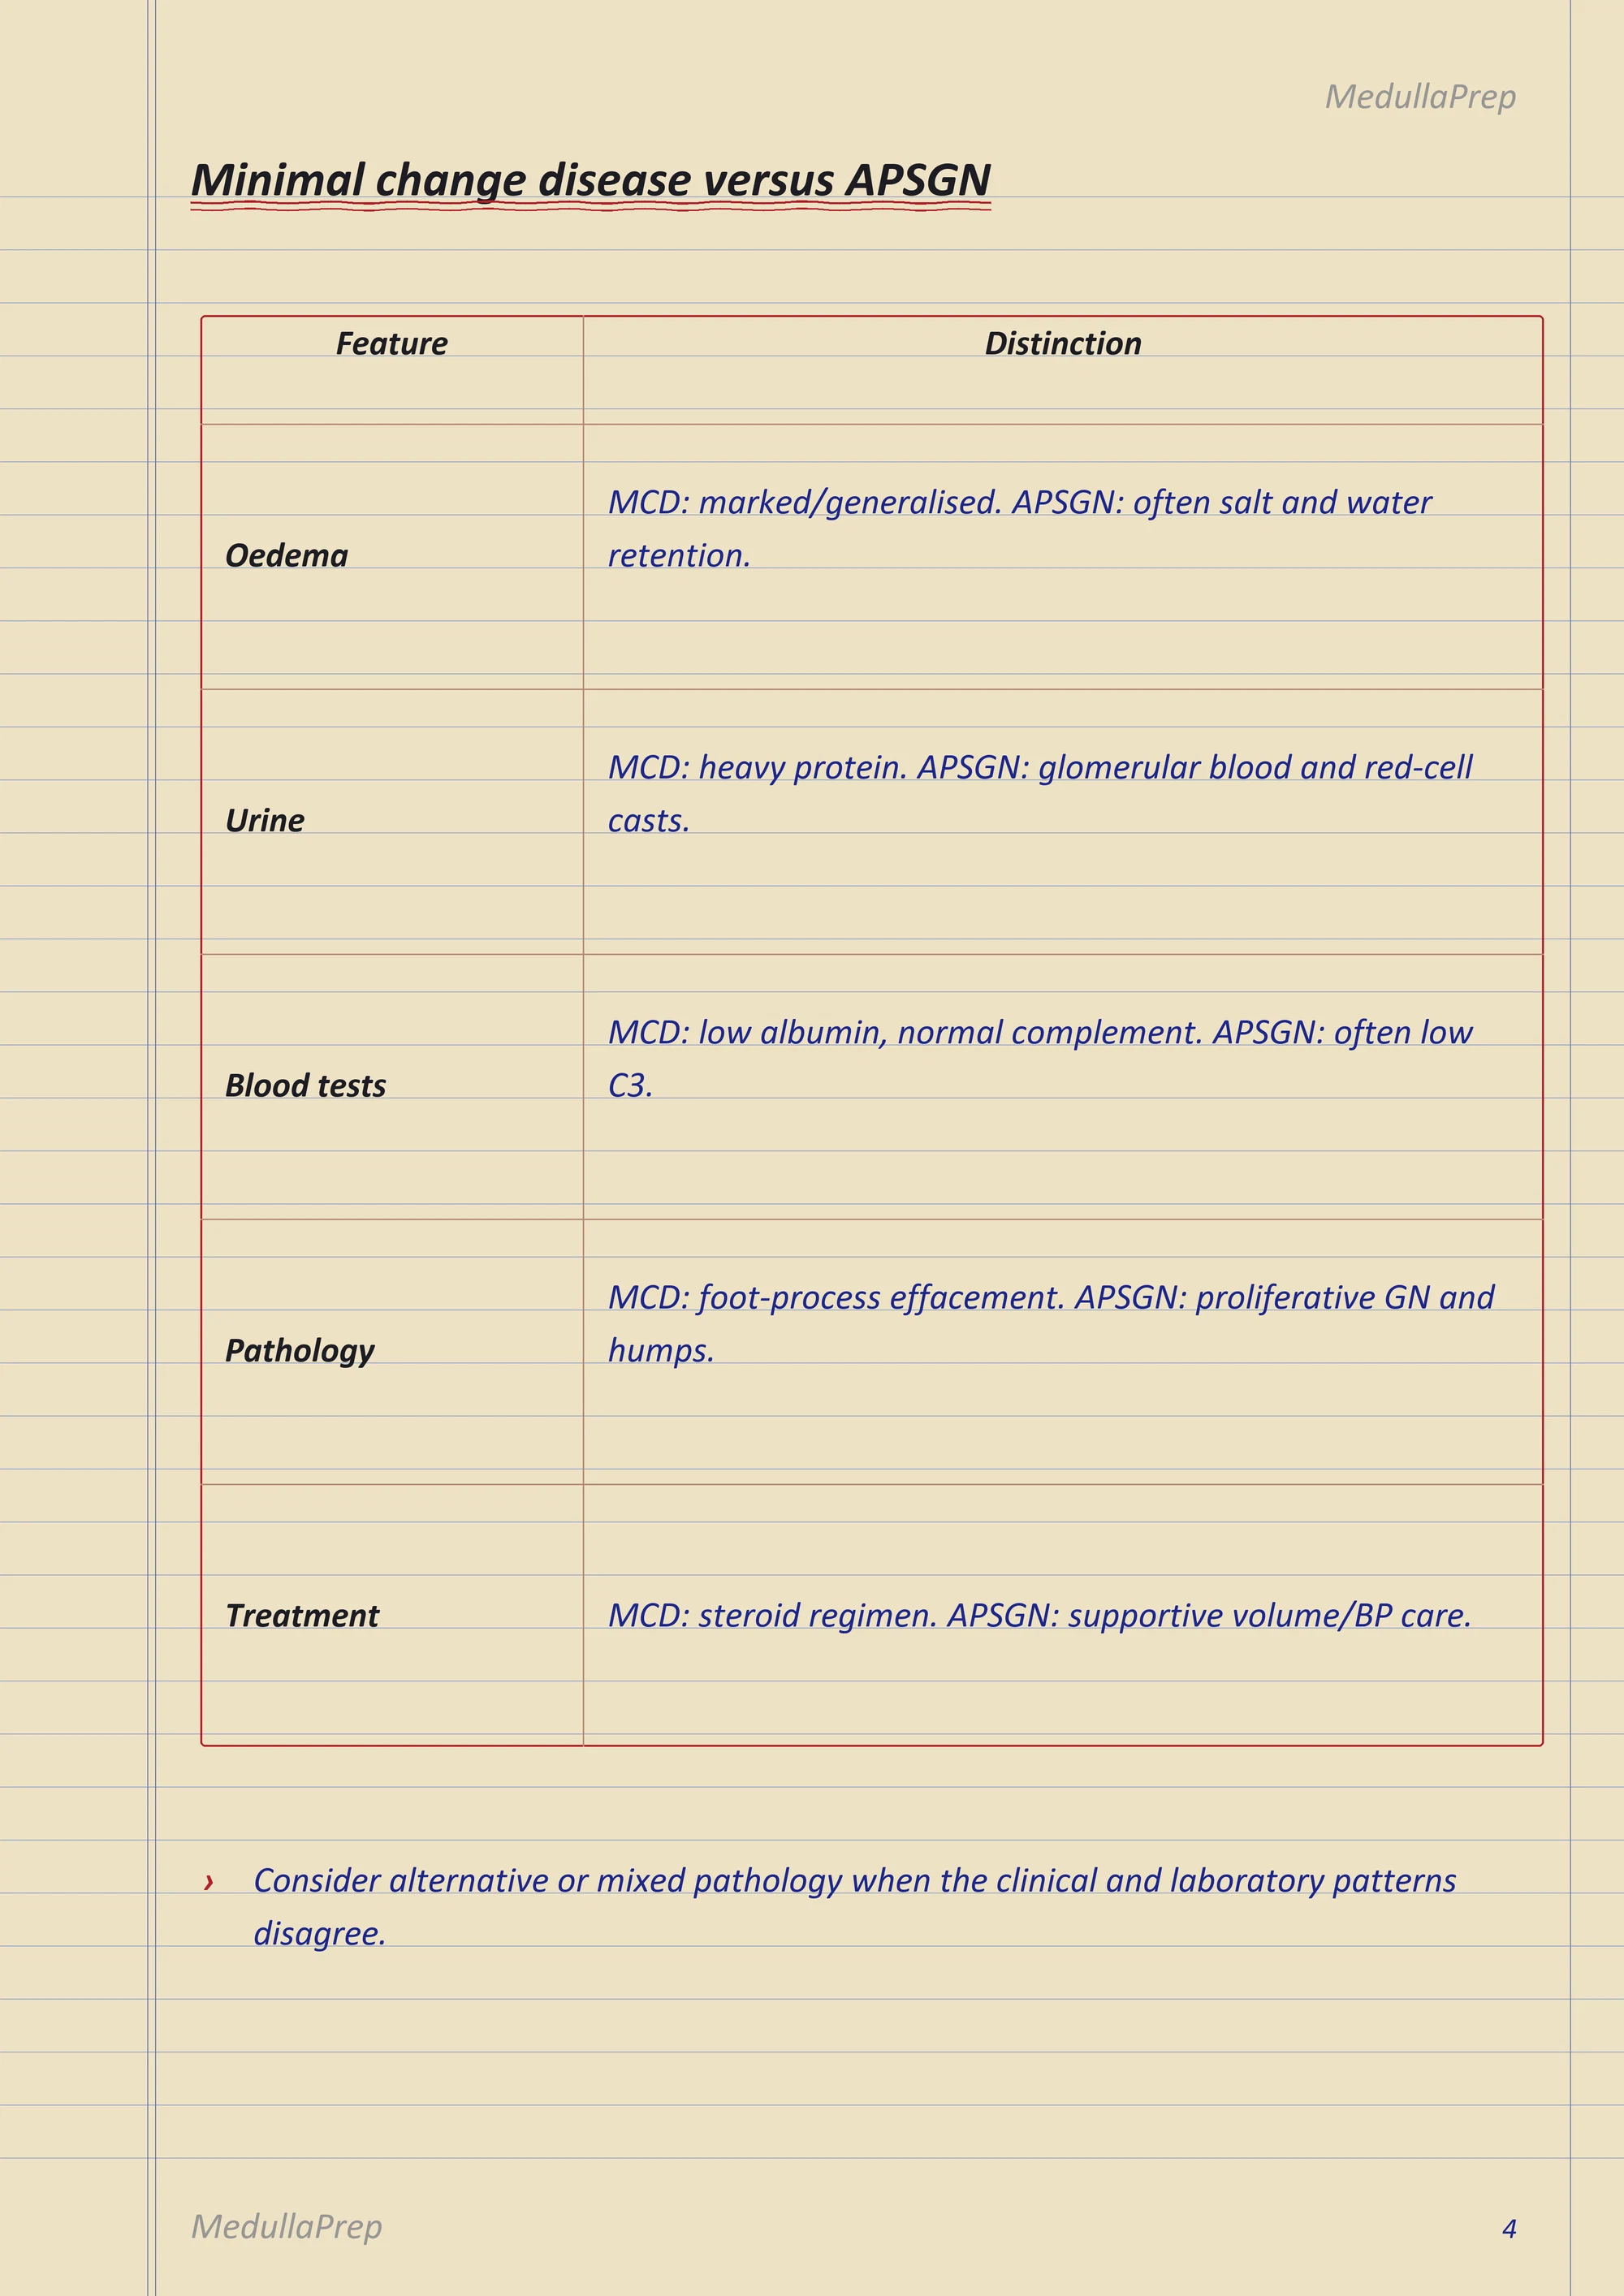 MedullaPrep
Minimal change disease versus APSGN
Feature
Distinction
Oedema
MCD: marked/generalised. APSGN: often salt and water
retention.
Urine
MCD: heavy protein. APSGN: glomerular blood and red-cell
casts.
Blood tests
MCD: low albumin, normal complement. APSGN: often low
C3.
Pathology
MCD: foot-process effacement. APSGN: proliferative GN and
humps.
Treatment
MCD: steroid regimen. APSGN: supportive volume/BP care.
› Consider alternative or mixed pathology when the clinical and laboratory patterns
disagree.
MedullaPrep
4